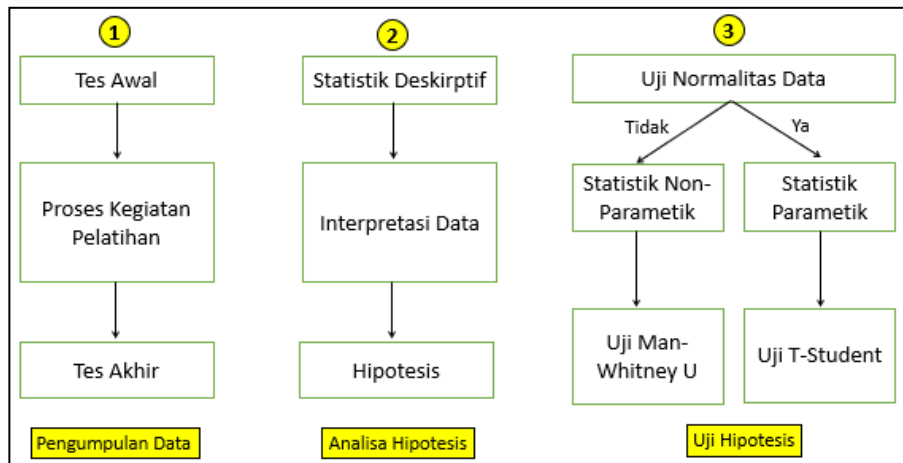 1
Tes Awal
Proses Kegiatan
Pelatihan
Tes Akhir
Pengumpulan Data
2
Statistik Deskirptif
Interpretasi Data
Hipotesis
Analisa Hipotesis
3
Uji Normalitas Data
Tidak
Ya
Statistik Non-
Parametik
Statistik
Parametik
Uji Man-
Whitney U
Uji T-Student
Uji Hipotesis